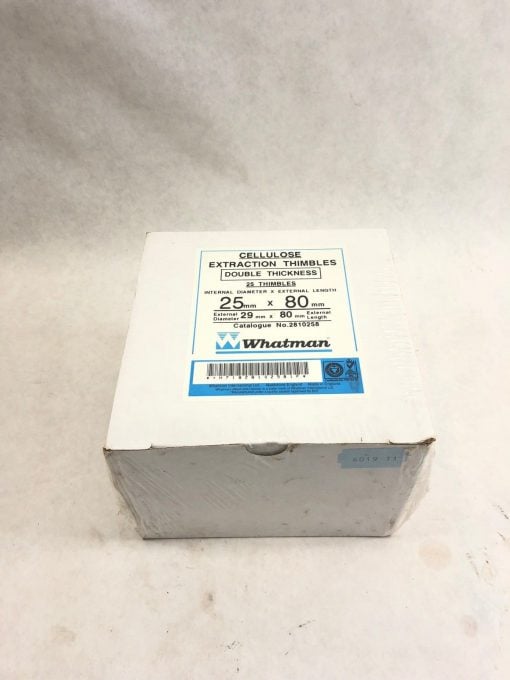 CELLULOSE
EXTRACTION THIMBLES
DOUBLE THICKNESS
25 THIMBLES
INTERNAL DIAMETER X EXTERNAL LENGTH
25mm x 80mm
External Diameter 29 mm x 80 mm External Length
Catalogue No.2810258
Whatman